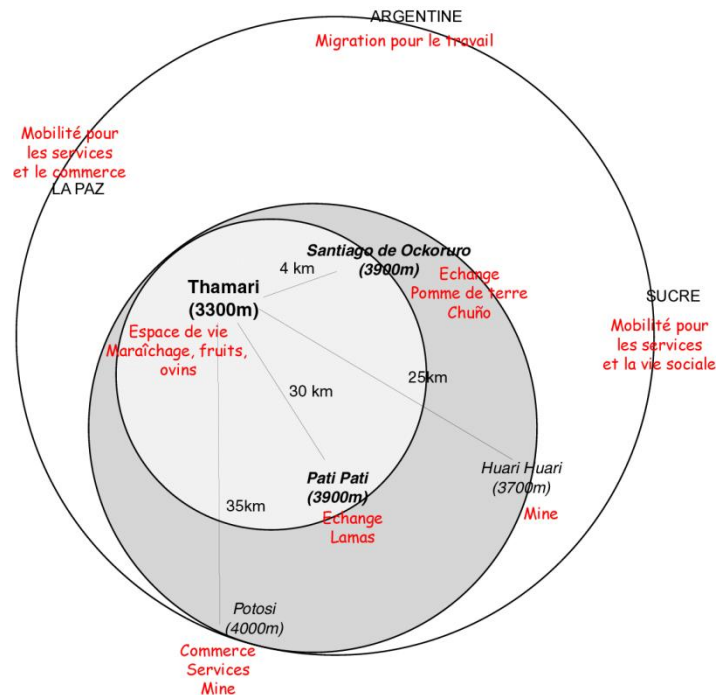 ARGENTINE
Migration pour le travail
Mobilité pour
les services
et le commerce
LA PAZ
Santiago de Ockoruro
(3900m)
4 km
Thamari
(3300m)
Echange
Pomme de terre
Chuño
SUCRE
Mobilité pour
les services
et la vie sociale
Espace de vie
Maraîchage, fruits,
ovins
25km
30 km
Huari Huari
(3700m)
Mine
Pati Pati
(3900m)
Echange
Lamas
35km
Potosi
(4000m)
Commerce
Services
Mine